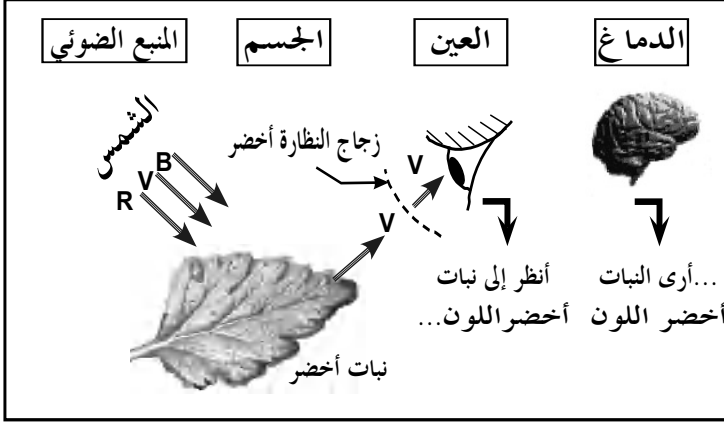 الدماغ
العين
الجسم
المنبع الضوئي
الشمس
B
V
R
زجاج النظارة أخضر
V
V
نبات أخضر
أنظر إلى نبات
أخضر اللون...
...أرى النبات
أخضر اللون